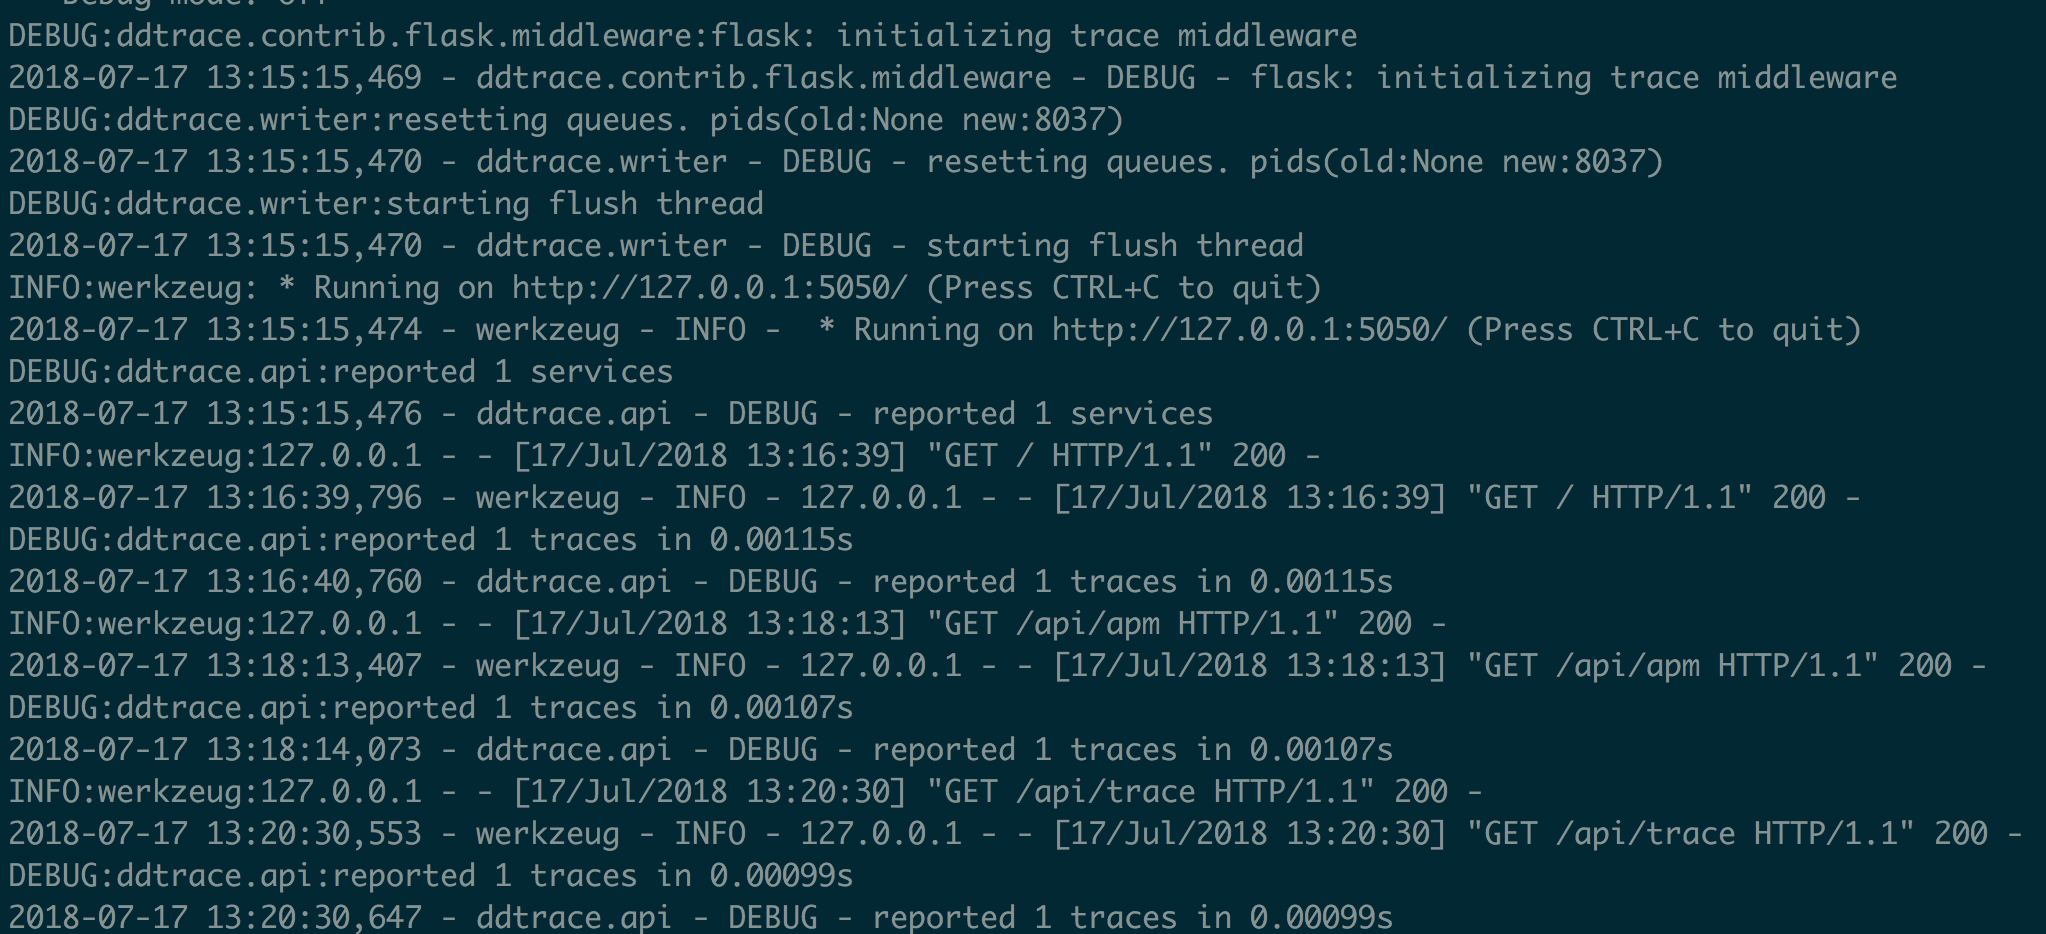 Debug mode: off
DEBUG:ddtrace.contrib.flask.middleware:flask: initializing trace middleware
2018-07-17 13:15:15,469 - ddtrace.contrib.flask.middleware - DEBUG - flask: initializing trace middleware
DEBUG:ddtrace.writer:resetting queues. pids(old:None new:8037)
2018-07-17 13:15:15,470 - ddtrace.writer - DEBUG - resetting queues. pids(old:None new:8037)
DEBUG:ddtrace.writer:starting flush thread
2018-07-17 13:15:15,470 - ddtrace.writer - DEBUG - starting flush thread
INFO:werkzeug: * Running on http://127.0.0.1:5050/ (Press CTRL+C to quit)
2018-07-17 13:15:15,474 - werkzeug - INFO -  * Running on http://127.0.0.1:5050/ (Press CTRL+C to quit)
DEBUG:ddtrace.api:reported 1 services
2018-07-17 13:15:15,476 - ddtrace.api - DEBUG - reported 1 services
INFO:werkzeug:127.0.0.1 - - [17/Jul/2018 13:16:39] "GET / HTTP/1.1" 200 -
2018-07-17 13:16:39,796 - werkzeug - INFO - 127.0.0.1 - - [17/Jul/2018 13:16:39] "GET / HTTP/1.1" 200 -
DEBUG:ddtrace.api:reported 1 traces in 0.00115s
2018-07-17 13:16:40,760 - ddtrace.api - DEBUG - reported 1 traces in 0.00115s
INFO:werkzeug:127.0.0.1 - - [17/Jul/2018 13:18:13] "GET /api/apm HTTP/1.1" 200 -
2018-07-17 13:18:13,407 - werkzeug - INFO - 127.0.0.1 - - [17/Jul/2018 13:18:13] "GET /api/apm HTTP/1.1" 200 -
DEBUG:ddtrace.api:reported 1 traces in 0.00107s
2018-07-17 13:18:14,073 - ddtrace.api - DEBUG - reported 1 traces in 0.00107s
INFO:werkzeug:127.0.0.1 - - [17/Jul/2018 13:20:30] "GET /api/trace HTTP/1.1" 200 -
2018-07-17 13:20:30,553 - werkzeug - INFO - 127.0.0.1 - - [17/Jul/2018 13:20:30] "GET /api/trace HTTP/1.1" 200 -
DEBUG:ddtrace.api:reported 1 traces in 0.00099s
2018-07-17 13:20:30,647 - ddtrace.api - DEBUG - reported 1 traces in 0.00099s